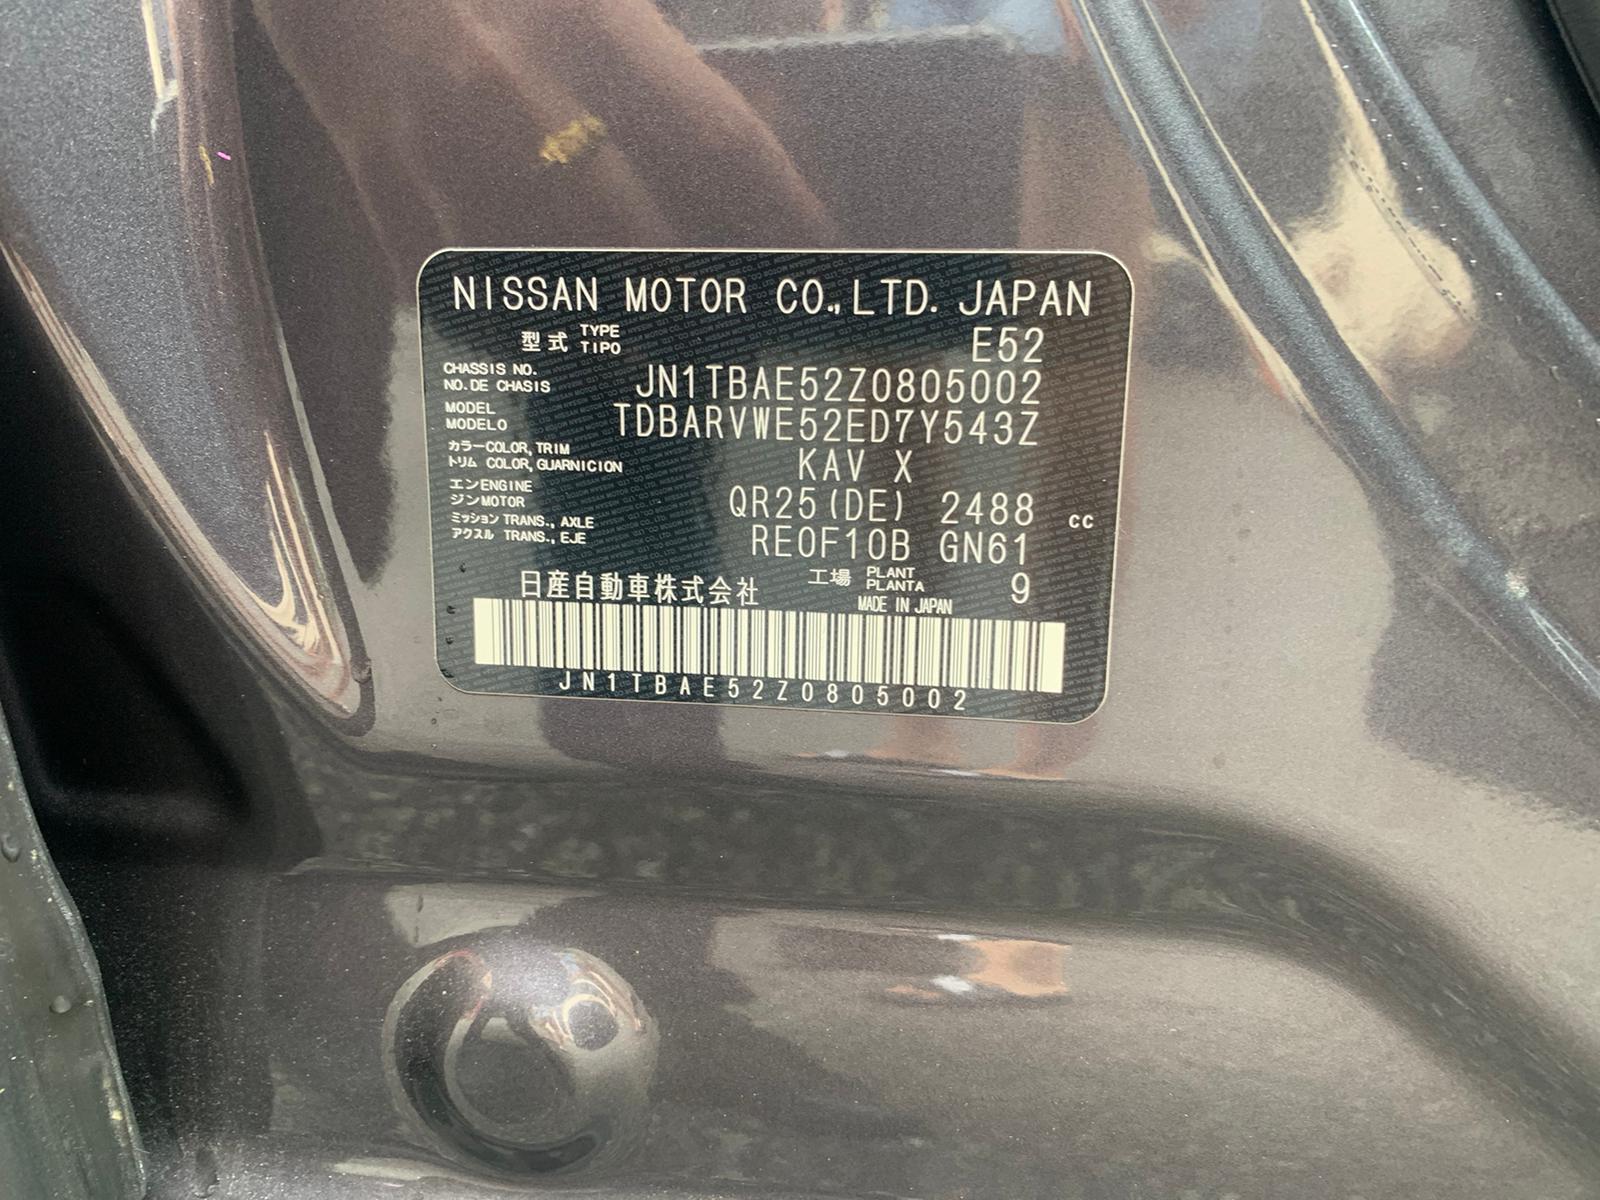 NISSAN MOTOR CO.,LTD. JAPAN
型式 TYPE TIPO E52
CHASSIS NO. NO.DE CHASIS JN1TBAE52Z0805002
MODEL MODELO TDBARVWE52ED7Y543Z
カラー COLOR,TRIM
トリム COLOR,GUARNICION KAV X
エンジン ENGINE MOTOR QR25(DE) 2488 cc
ミッション TRANS., AXLE
アクスル TRANS., EJE RE0F10B GN61
工場 PLANT PLANTA 9
日産自動車株式会社 MADE IN JAPAN
JN1TBAE52Z0805002